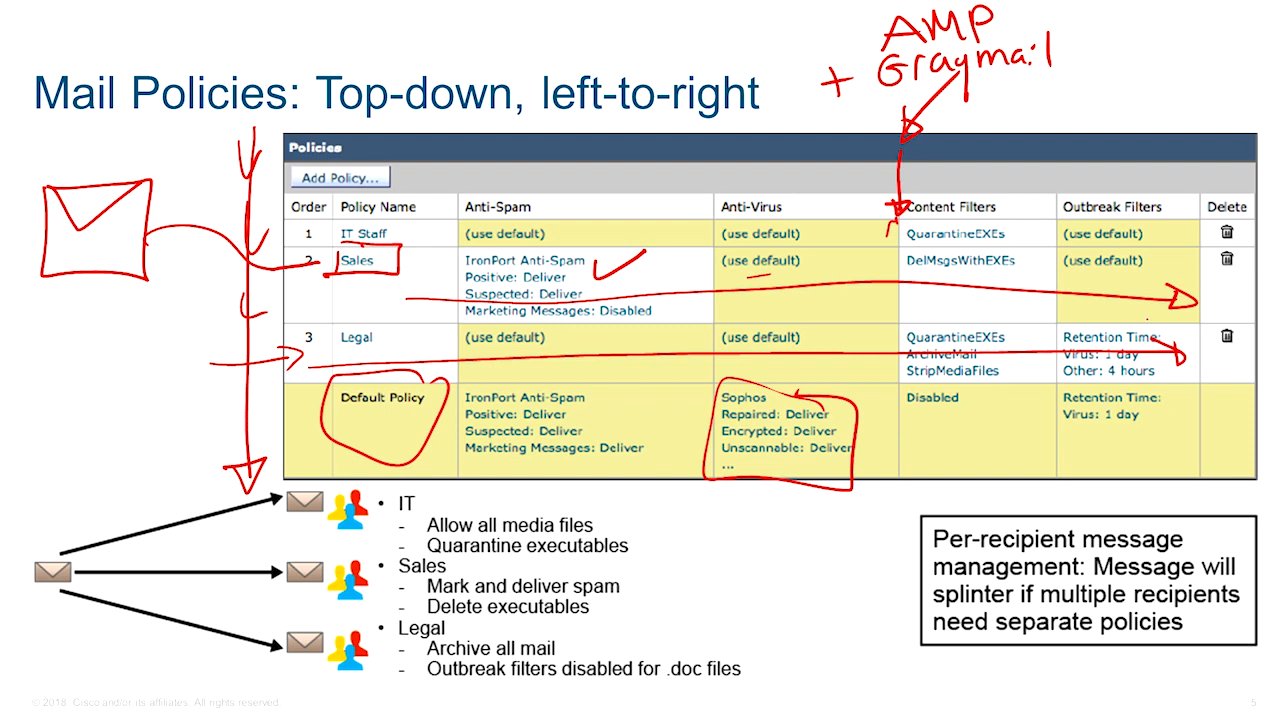 AMP
+ Graymail
Mail Policies: Top-down, left-to-right
Policies
Add Policy...
Order Policy Name Anti-Spam Anti-Virus Content Filters Outbreak Filters Delete
1 IT Staff (use default) (use default) QuarantineEXEs (use default)
2 Sales IronPort Anti-Spam (use default) DelMsgsWithEXEs (use default)
Positive: Deliver
Suspected: Deliver
Marketing Messages: Disabled
3 Legal (use default) (use default) QuarantineEXEs Retention Time:
ArchiveMail Virus: 1 day
StripMediaFiles Other: 4 hours
Default Policy IronPort Anti-Spam Sophos Disabled Retention Time:
Positive: Deliver Repaired: Deliver Virus: 1 day
Suspected: Deliver Encrypted: Deliver
Marketing Messages: Deliver Unscannable: Deliver
...
• IT
- Allow all media files
- Quarantine executables
• Sales
- Mark and deliver spam
- Delete executables
• Legal
- Archive all mail
- Outbreak filters disabled for .doc files
Per-recipient message
management: Message will
splinter if multiple recipients
need separate policies
© 2018 Cisco and/or its affiliates. All rights reserved
5